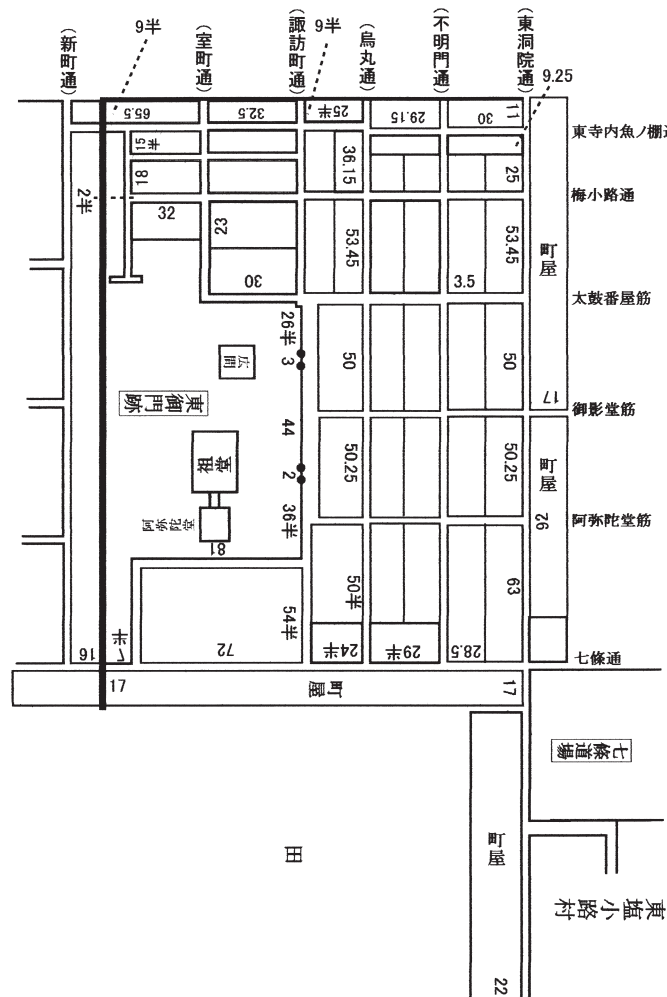 (新町通)
9半
(室町通)
(諏訪町通)
9半
(烏丸通)
(不明門通)
(東洞院通)
9.25
65.5
32.5
25半
29.15
30
11
東寺内魚ノ棚通
15半
36.15
18
25
梅小路通
2半
32
23
53.45
53.45
町屋
30
3.5
太鼓番屋筋
26半
広間
3
50
50
東御門跡
17
御影堂筋
44
祖堂
2
50.25
50.25
町屋
阿弥陀堂
36半
26
阿弥陀堂筋
81
50半
63
54半
7半
72
24半
29半
28.5
16
七條通
17
町屋
17
七條道場
町屋
田
東塩小路村
22